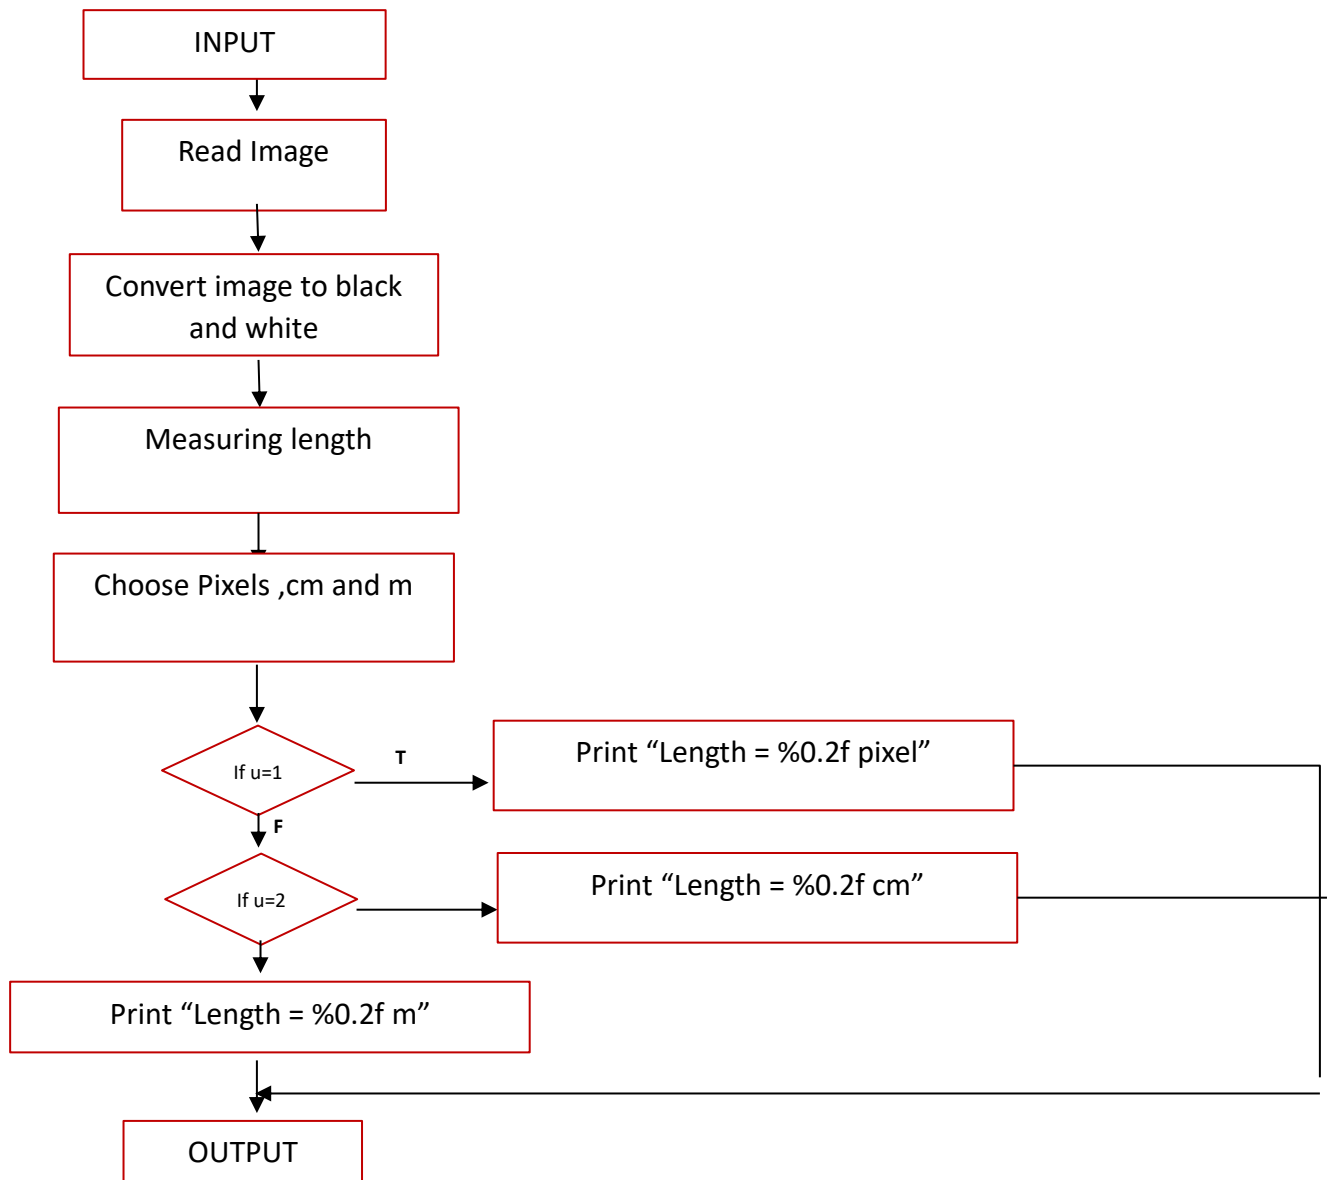 INPUT
Read Image
Convert image to black
and white
Measuring length
Choose Pixels ,cm and m
If u=1
T
Print “Length = %0.2f pixel”
F
If u=2
Print “Length = %0.2f cm”
Print “Length = %0.2f m”
OUTPUT